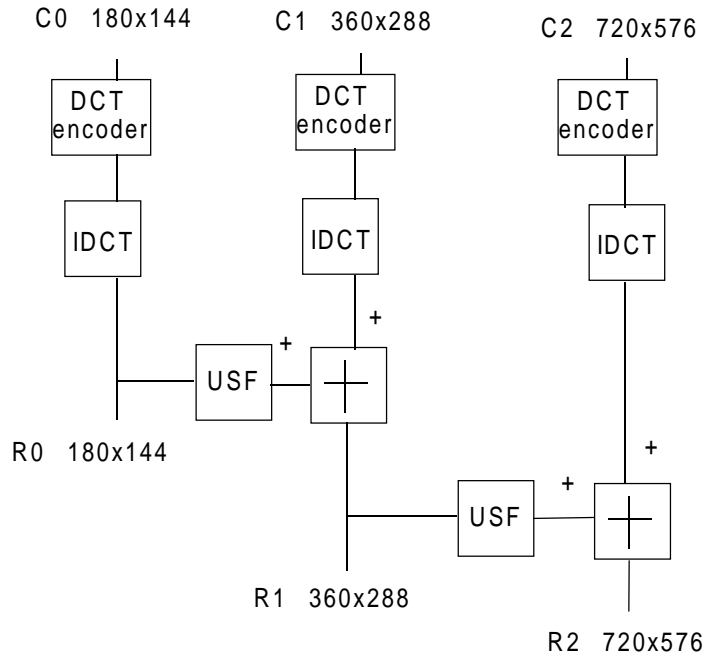 C0 180x144
C1 360x288
C2 720x576
DCT
encoder
DCT
encoder
DCT
encoder
IDCT
IDCT
IDCT
+
+
USF
R0 180x144
+
+
USF
R1 360x288
R2 720x576